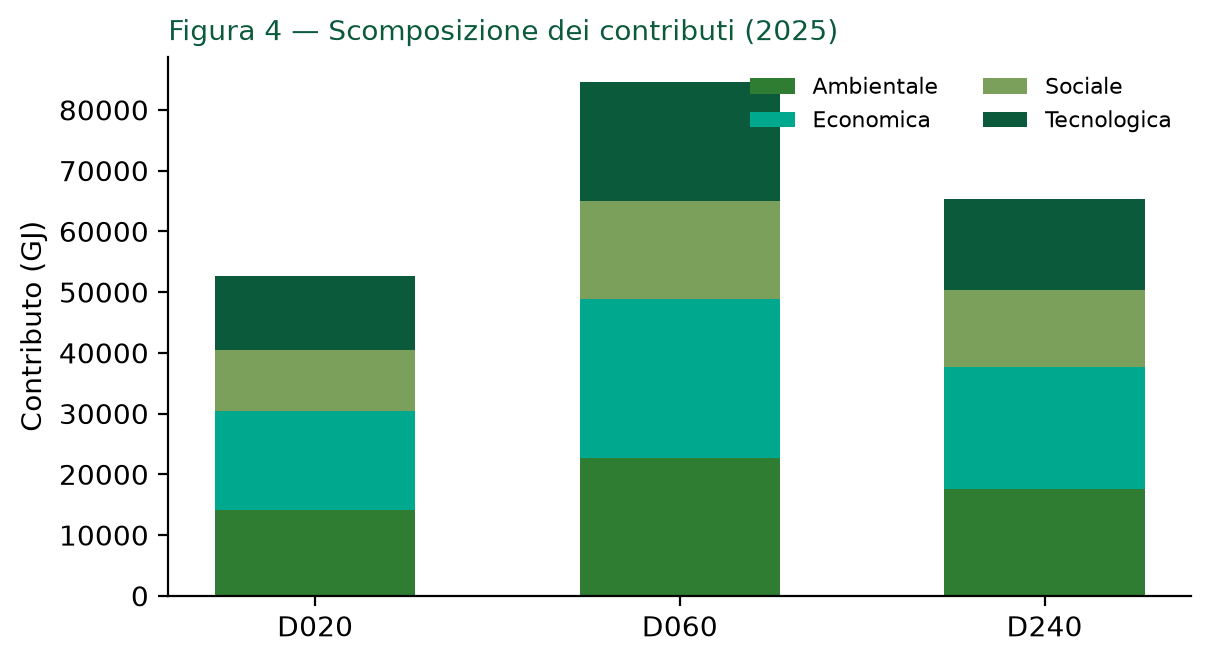 Figura 4 — Scomposizione dei contributi (2025)
Ambientale
Economica
Sociale
Tecnologica
Contributo (GJ)
80000
70000
60000
50000
40000
30000
20000
10000
0
D020
D060
D240